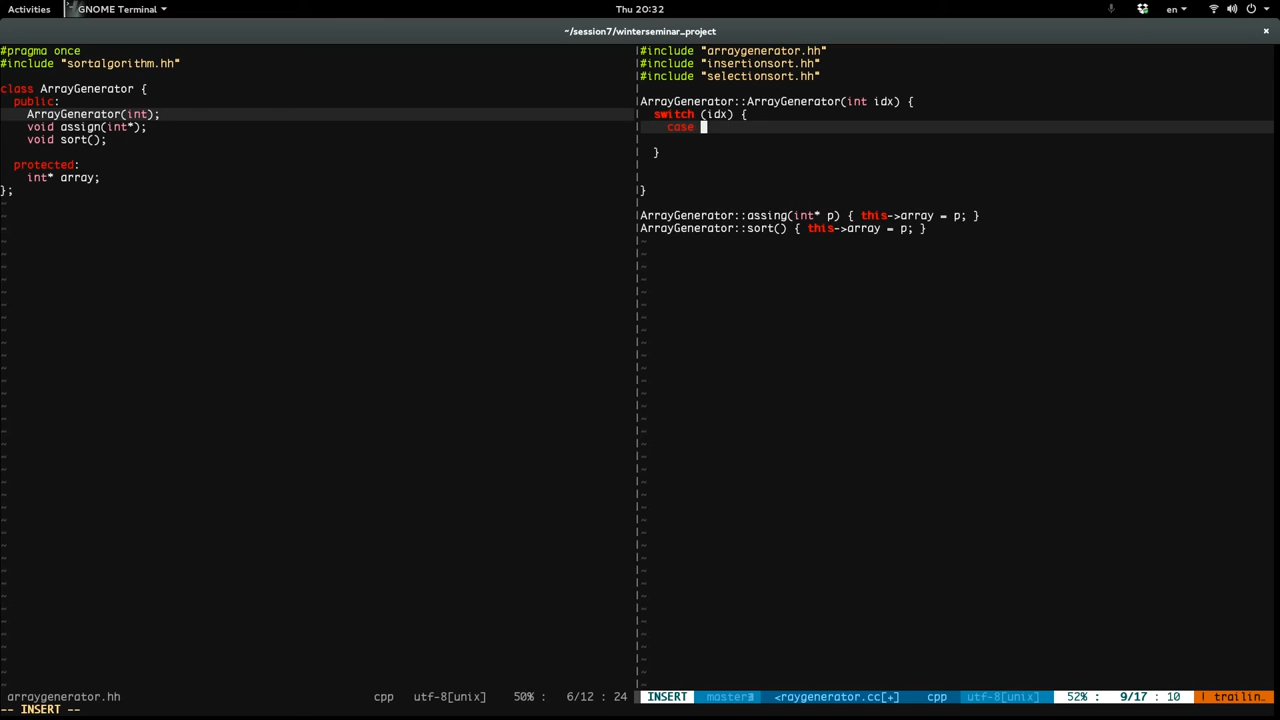 Activities GNOME Terminal Thu 20:32 en
~/session7/winterseminar_project ×
#pragma once
#include "sortalgorithm.hh"
class ArrayGenerator {
public:
ArrayGenerator(int);
void assign(int*);
void sort();
protected:
int* array;
};
#include "arraygenerator.hh"
#include "insertionsort.hh"
#include "selectionsort.hh"
ArrayGenerator::ArrayGenerator(int idx) {
switch (idx) {
case
}
}
ArrayGenerator::assing(int* p) { this->array = p; }
ArrayGenerator::sort() { this->array = p; }
arraygenerator.hh cpp utf-8[unix] 50% : 6/12 : 24
INSERT <raygenerator.cc[+] cpp utf-8[unix] 52% : 9/17 : 10
-- INSERT --